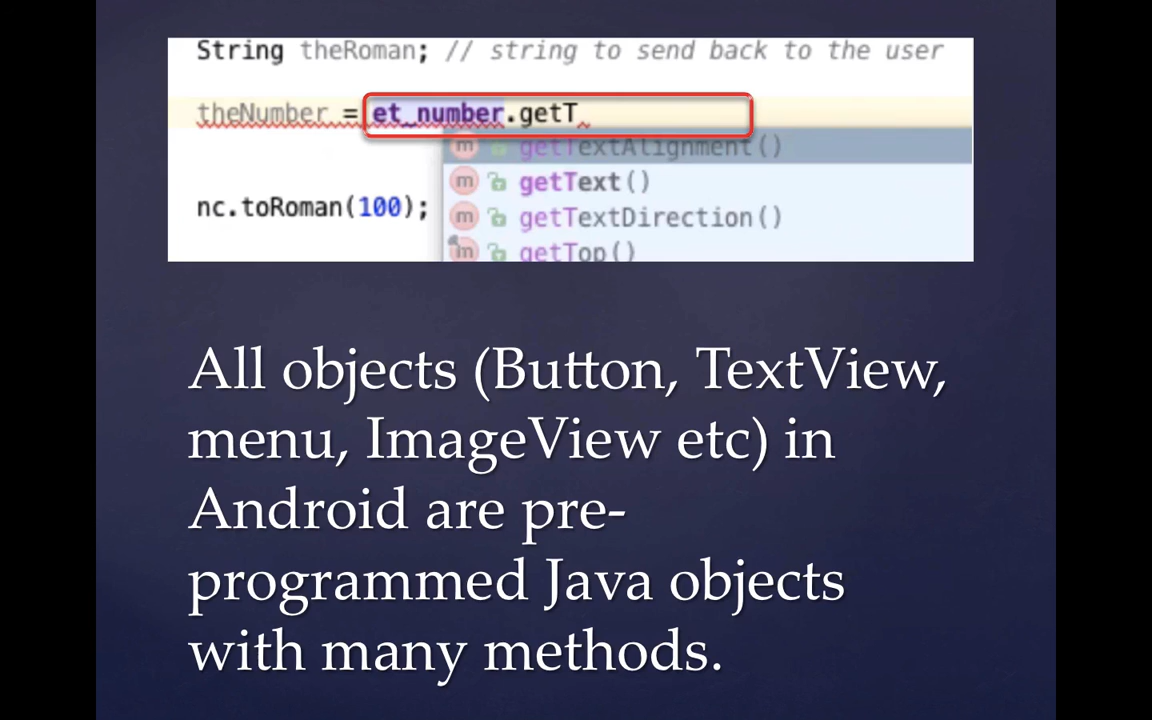 String theRoman; // string to send back to the user
theNumber = et_number.getT
m getTextAlignment()
m getText()
nc.toRoman(100);
m getTextDirection()
m getTop()
All objects (Button, TextView,
menu, ImageView etc) in
Android are pre-
programmed Java objects
with many methods.